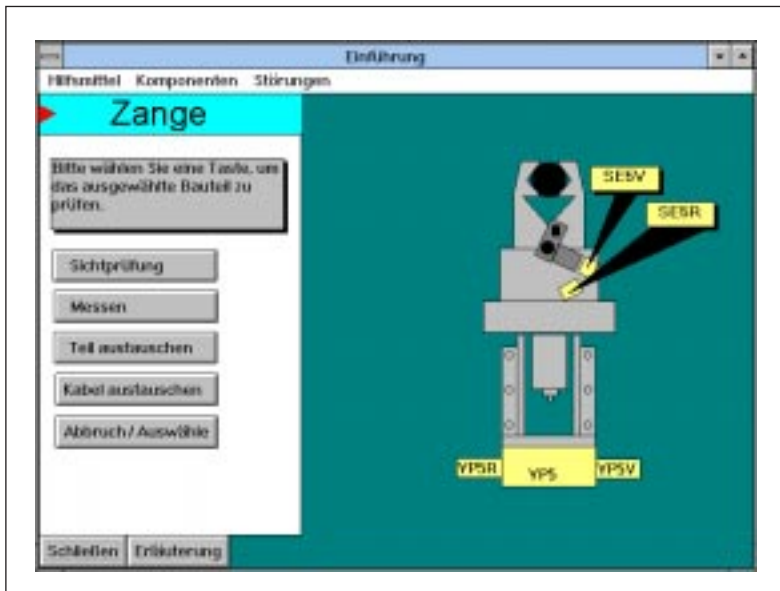 Einführung
Hilfsmittel Komponenten Störungen
Zange
Bitte wählen Sie eine Taste, um
das ausgewählte Bauteil zu
prüfen.
Sichtprüfung
Messen
Teil austauschen
Kabel austauschen
Abbruch / Auswähle
Schließen Erläuterung
SE5V
SE5R
YP5R YP5 YP5V